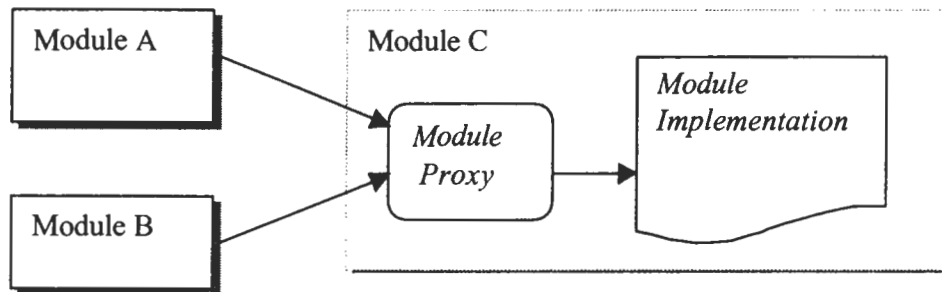 Module A
Module C
Module
Implementation
Module
Proxy
Module B